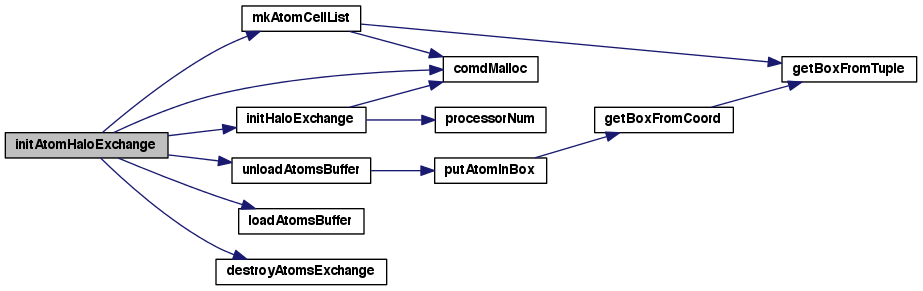 mkAtomCellList
comdMalloc
getBoxFromTuple
initHaloExchange
processorNum
getBoxFromCoord
initAtomHaloExchange
unloadAtomsBuffer
putAtomInBox
loadAtomsBuffer
destroyAtomsExchange